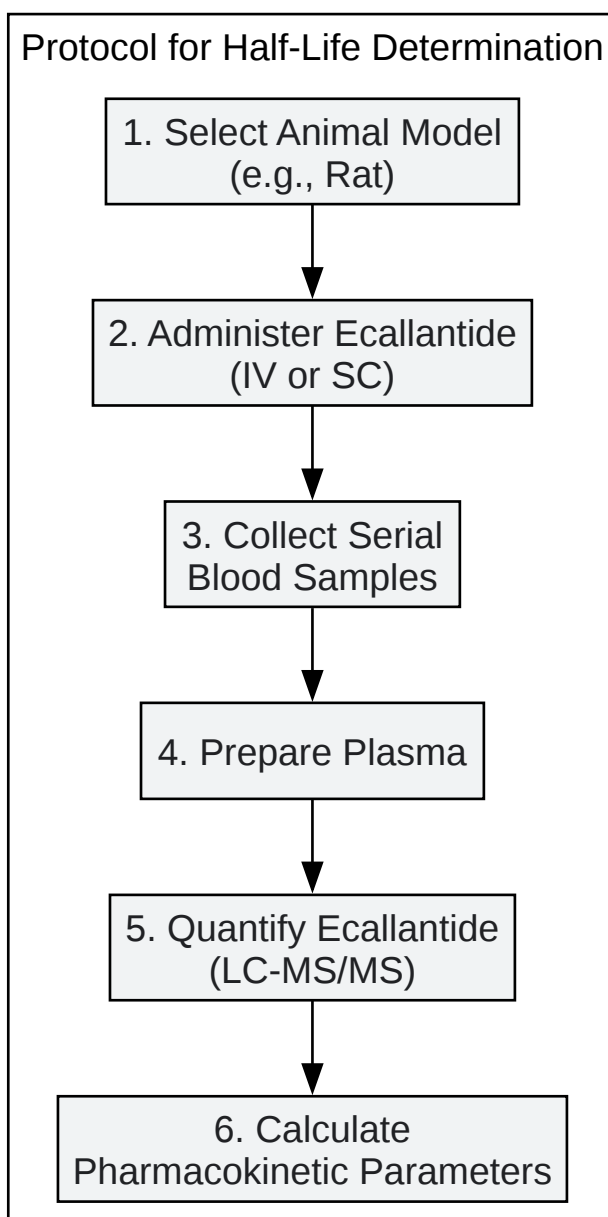 Protocol for Half-Life Determination
1. Select Animal Model
(e.g., Rat)
2. Administer Ecallantide
(IV or SC)
3. Collect Serial
Blood Samples
4. Prepare Plasma
5. Quantify Ecallantide
(LC-MS/MS)
6. Calculate
Pharmacokinetic Parameters